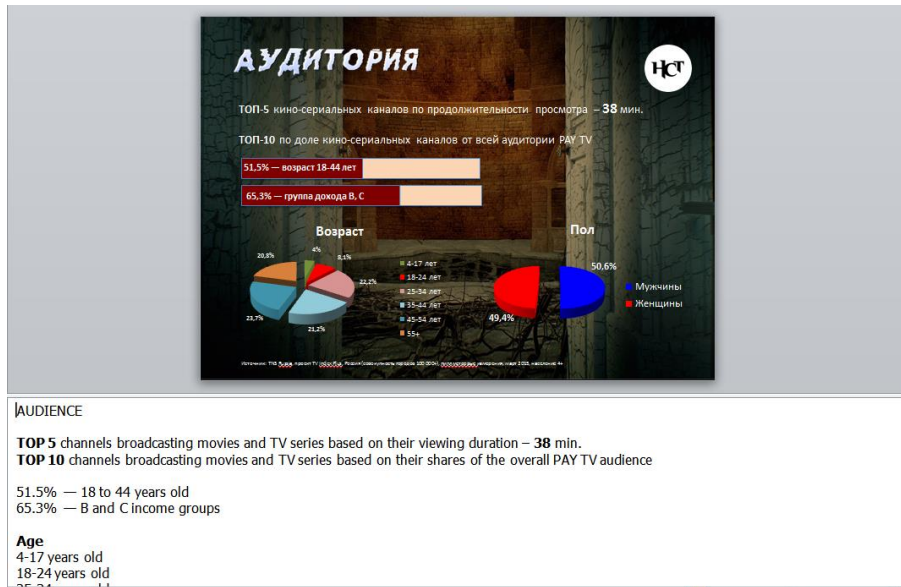 АУДИТОРИЯ
НСТ
ТОП-5 кино-сериальных каналов по продолжительности просмотра – 38 мин.
ТОП-10 по доле кино-сериальных каналов от всей аудитории PAY TV
51,5% — возраст 18-44 лет
65,3% — группа дохода В, С
Возраст
4%
8,1%
22,2%
21,2%
23,7%
20,8%
4-17 лет
18-24 лет
25-34 лет
35-44 лет
45-54 лет
55+
Пол
50,6%
49,4%
Мужчины
Женщины
AUDIENCE
TOP 5 channels broadcasting movies and TV series based on their viewing duration – 38 min.
TOP 10 channels broadcasting movies and TV series based on their shares of the overall PAY TV audience
51.5% — 18 to 44 years old
65.3% — B and C income groups
Age
4-17 years old
18-24 years old